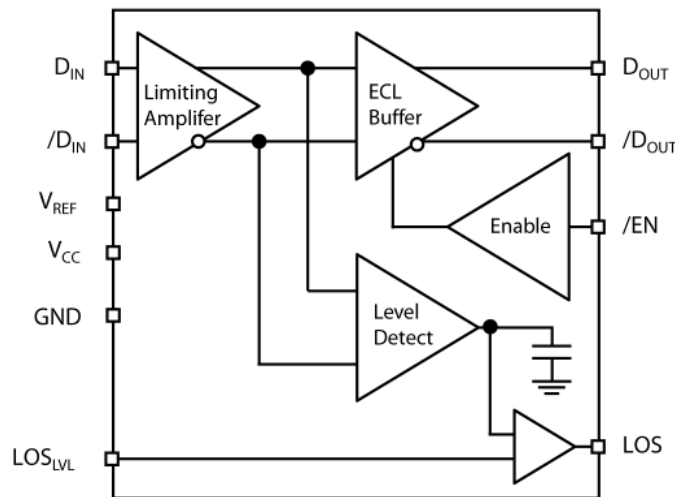 D_IN
Limiting
Amplifer
ECL
Buffer
D_OUT
/D_IN
/D_OUT
V_REF
Enable
/EN
V_CC
GND
Level
Detect
LOS_LVL
LOS